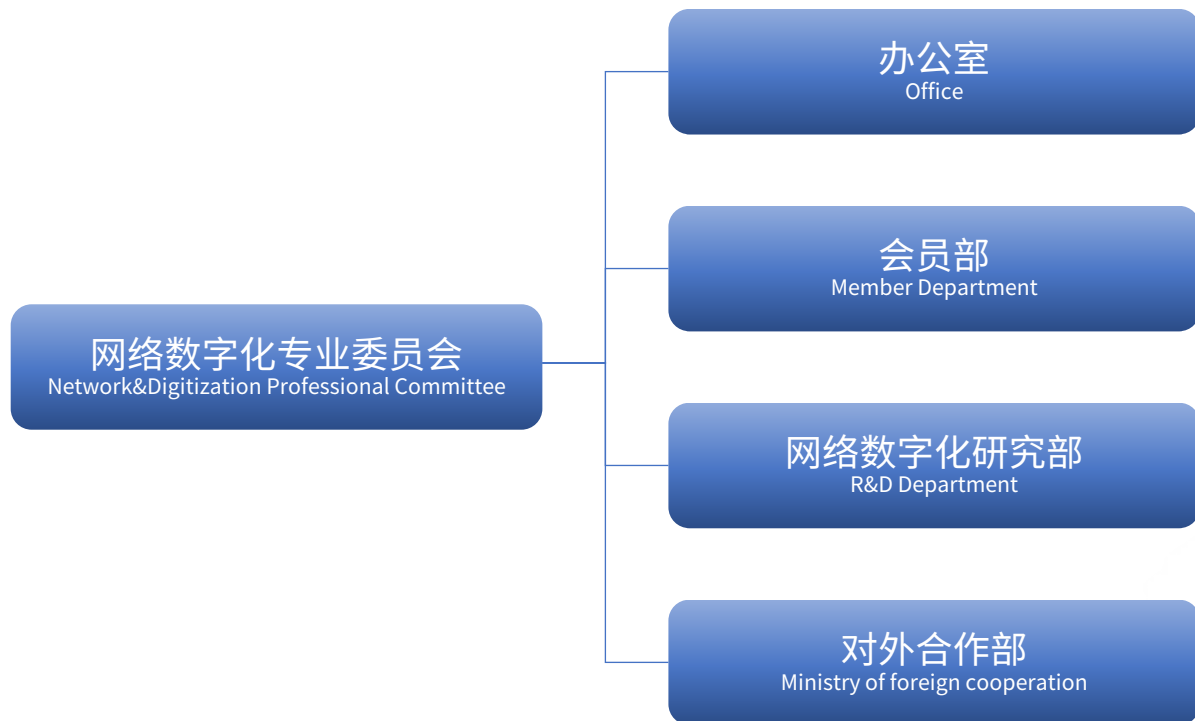 办公室
Office
会员部
Member Department
网络数字化专业委员会
Network&Digitization Professional Committee
网络数字化研究部
R&D Department
对外合作部
Ministry of foreign cooperation